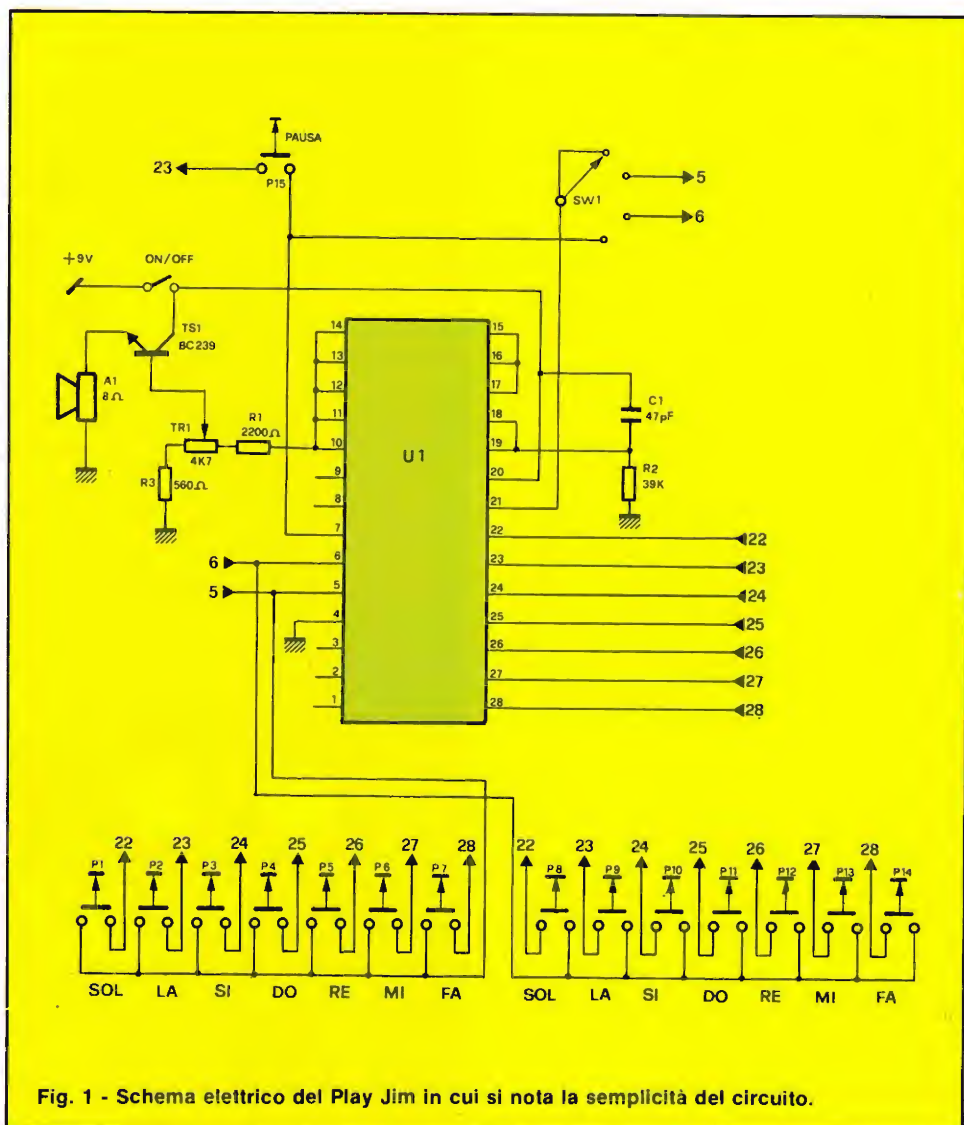 PAUSA
23
P15
5
SW1
6
+9V
ON/OFF
TS1
BC239
A1
8Ω
TR1
4K7
R1
2200Ω
R3
560Ω
14
13
12
11
10
9
8
7
6
5
4
3
2
1
U1
15
16
17
18
19
20
21
22
23
24
25
26
27
28
C1
47pF
R2
39K
6
5
22
23
24
25
26
27
28
22 23 24 25 26 27 28
P1 P2 P3 P4 P5 P6 P7
SOL LA SI DO RE MI FA
22 23 24 25 26 27 28
P8 P9 P10 P11 P12 P13 P14
SOL LA SI DO RE MI FA
Fig. 1 - Schema elettrico del Play Jim in cui si nota la semplicità del circuito.